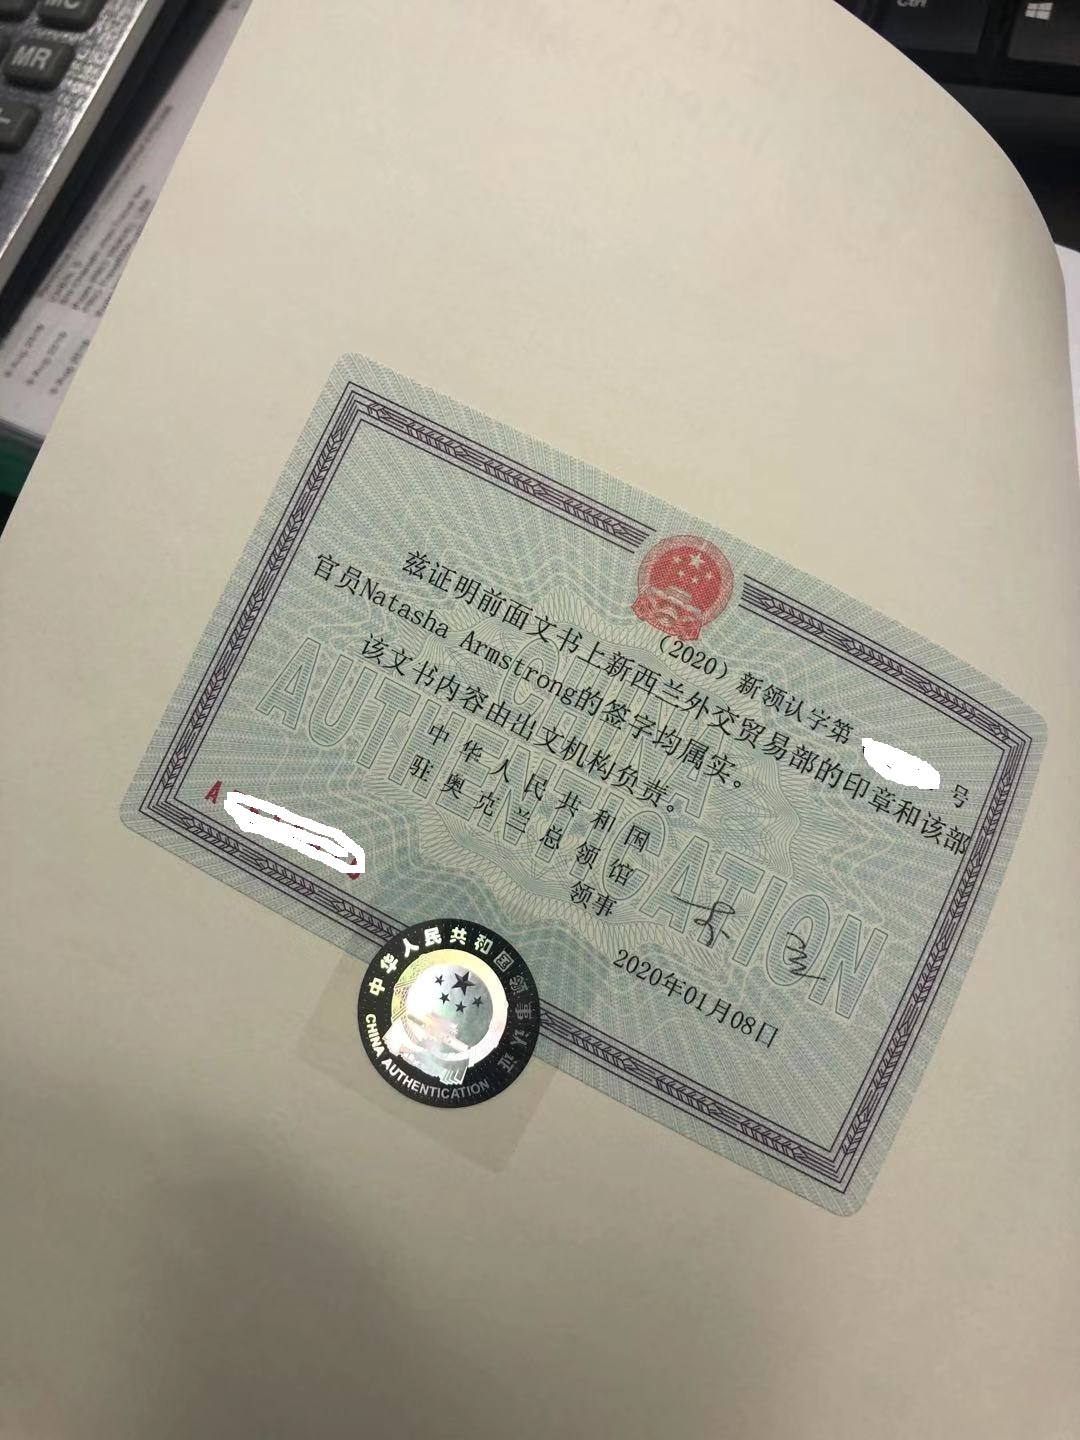 MC
MR
Ctrl
(2020)新领认字第 号
兹证明前面文书上新西兰外交贸易部的印章和该部
官员Natasha Armstrong的签字均属实。
该文书内容由出文机构负责。
中华人民共和国
驻奥克兰总领馆
领事
2020年01月08日
A
CHINA
AUTHENTICATION
中华人民共和国领事认证
CHINA AUTHENTICATION